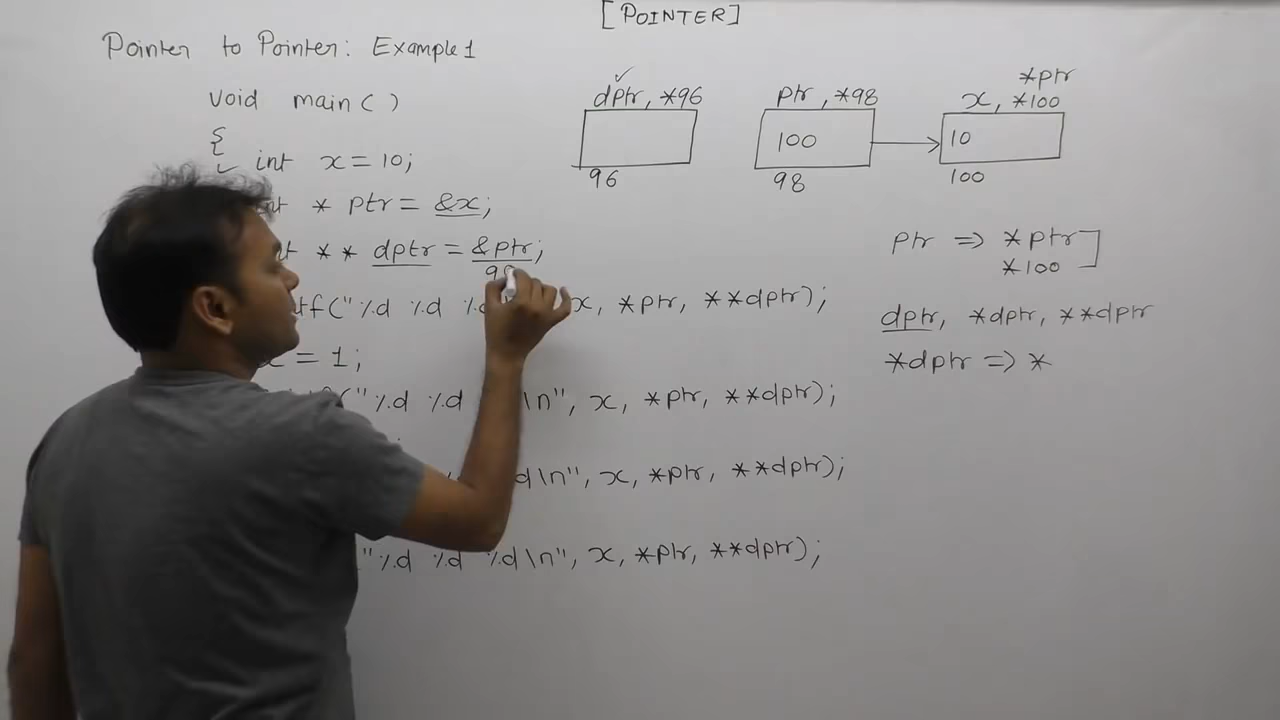 [POINTER]
Pointer to Pointer: Example 1
void main( )
{
✓ int x = 10;
* ptr = &x;
** dptr = &ptr;
98
("%d %d x, *ptr, **dptr);
= 1;
"%d %d \n", x, *ptr, **dptr);
d\n", x, *ptr, **dptr);
"%d %d %d\n", x, *ptr, **dptr);
✓
dptr, *96
96
ptr, *98
100
98
*ptr
x, *100
10
100
ptr => *ptr
*100
dptr, *dptr, **dptr
*dptr => *